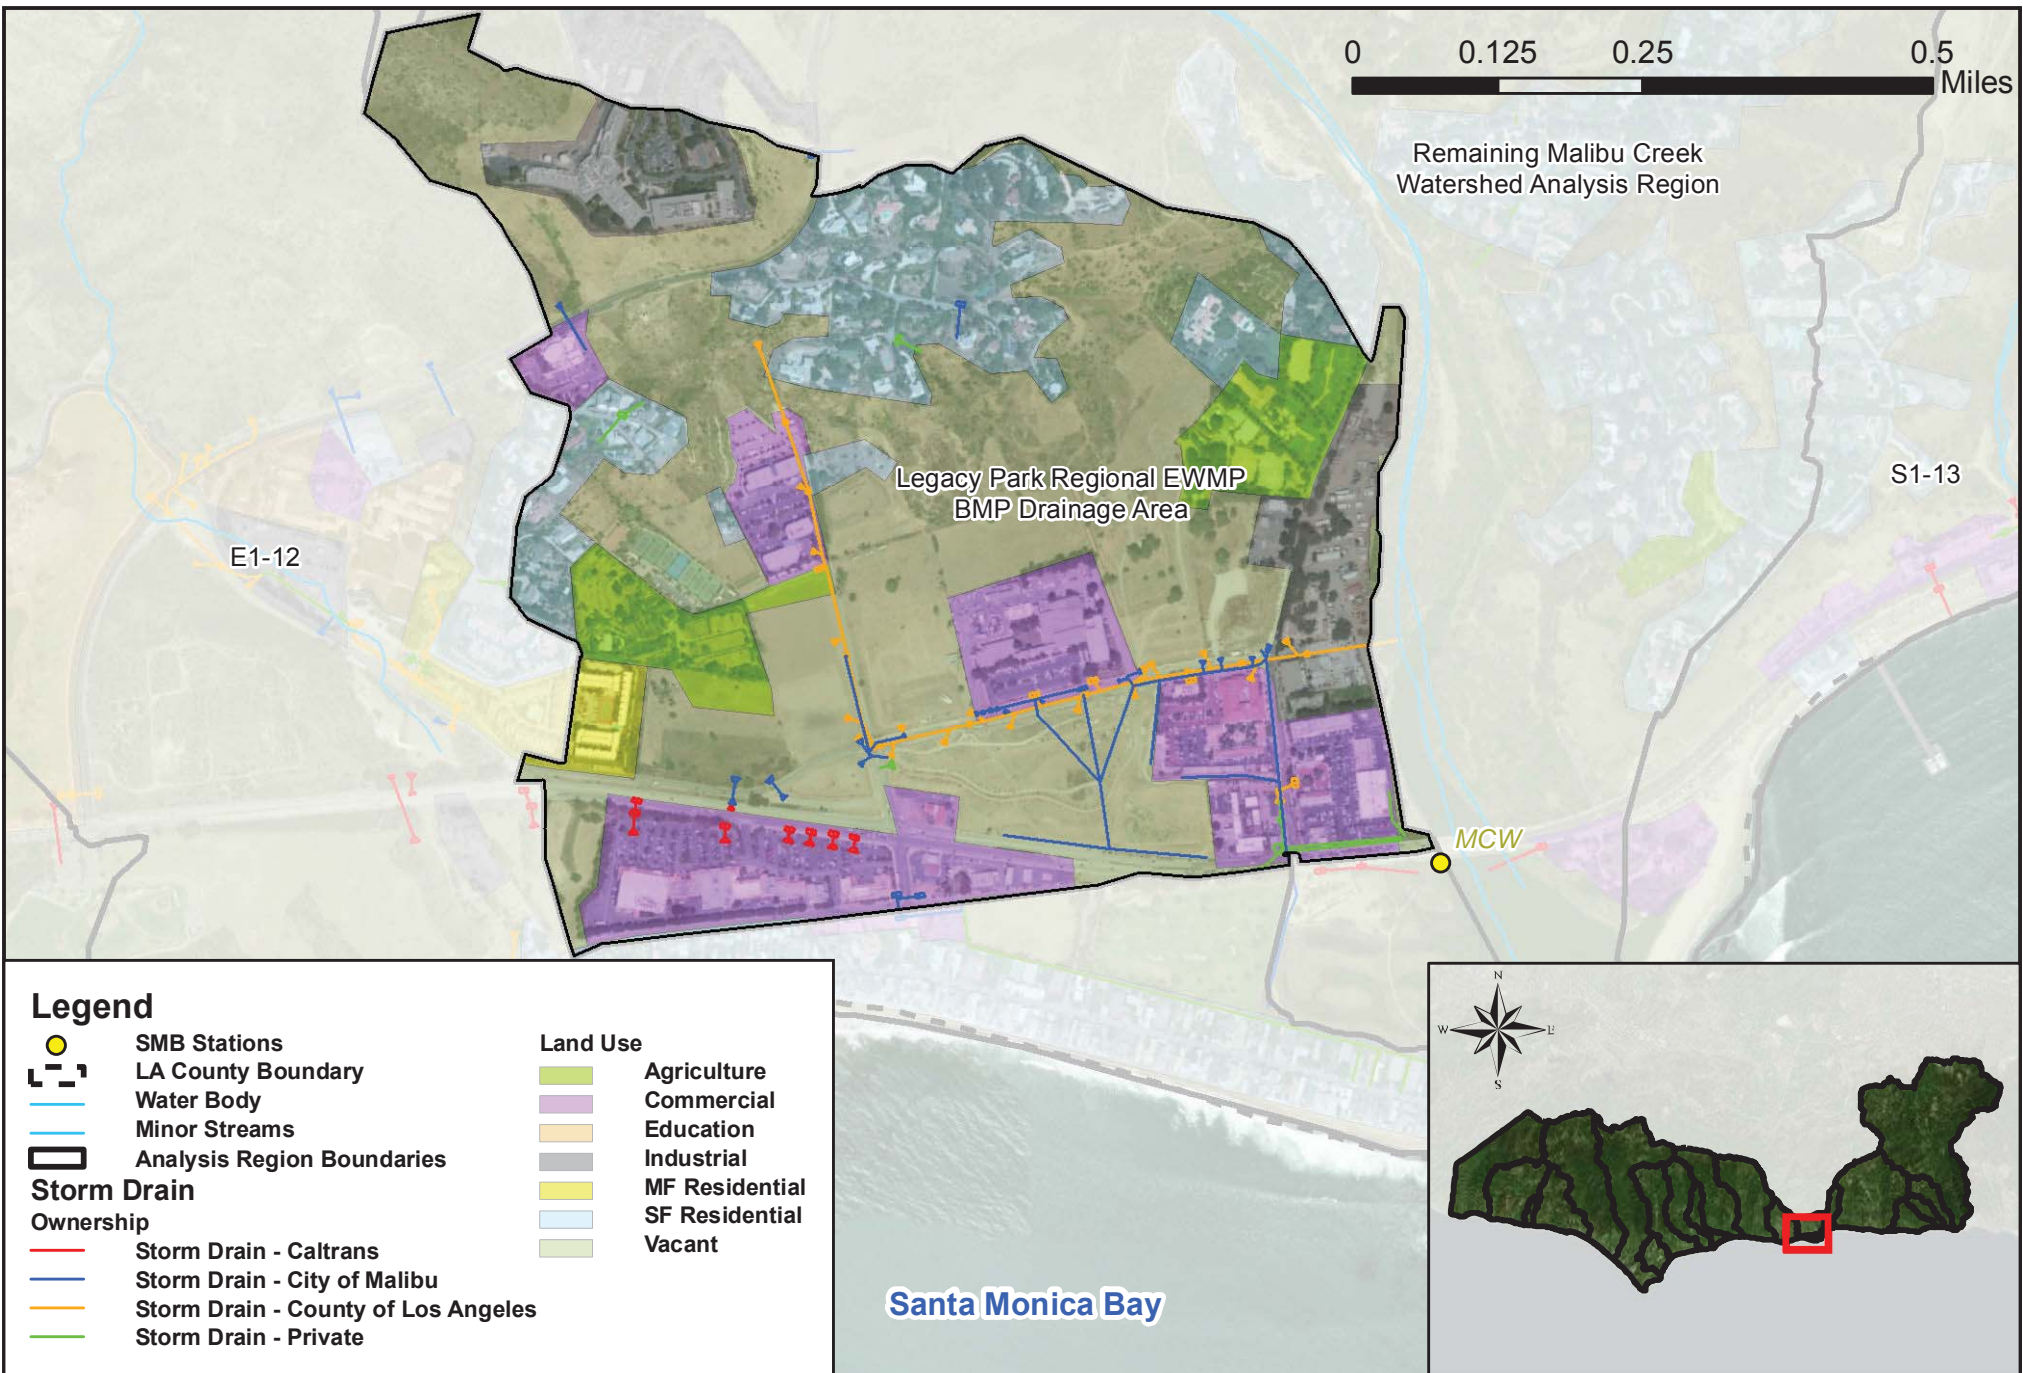 0 0.125 0.25 0.5
Miles
Remaining Malibu Creek
Watershed Analysis Region
Legacy Park Regional EWMP
BMP Drainage Area
S1-13
E1-12
MCW
Legend
SMB Stations
LA County Boundary
Water Body
Minor Streams
Analysis Region Boundaries
Storm Drain
Ownership
Storm Drain - Caltrans
Storm Drain - City of Malibu
Storm Drain - County of Los Angeles
Storm Drain - Private
Land Use
Agriculture
Commercial
Education
Industrial
MF Residential
SF Residential
Vacant
Santa Monica Bay
N
W E
S